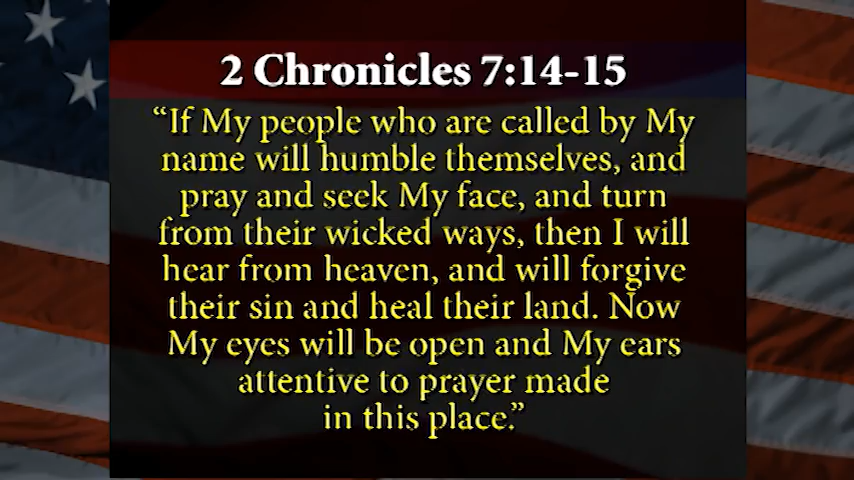 2 Chronicles 7:14-15
“If My people who are called by My
name will humble themselves, and
pray and seek My face, and turn
from their wicked ways, then I will
hear from heaven, and will forgive
their sin and heal their land. Now
My eyes will be open and My ears
attentive to prayer made
in this place.”